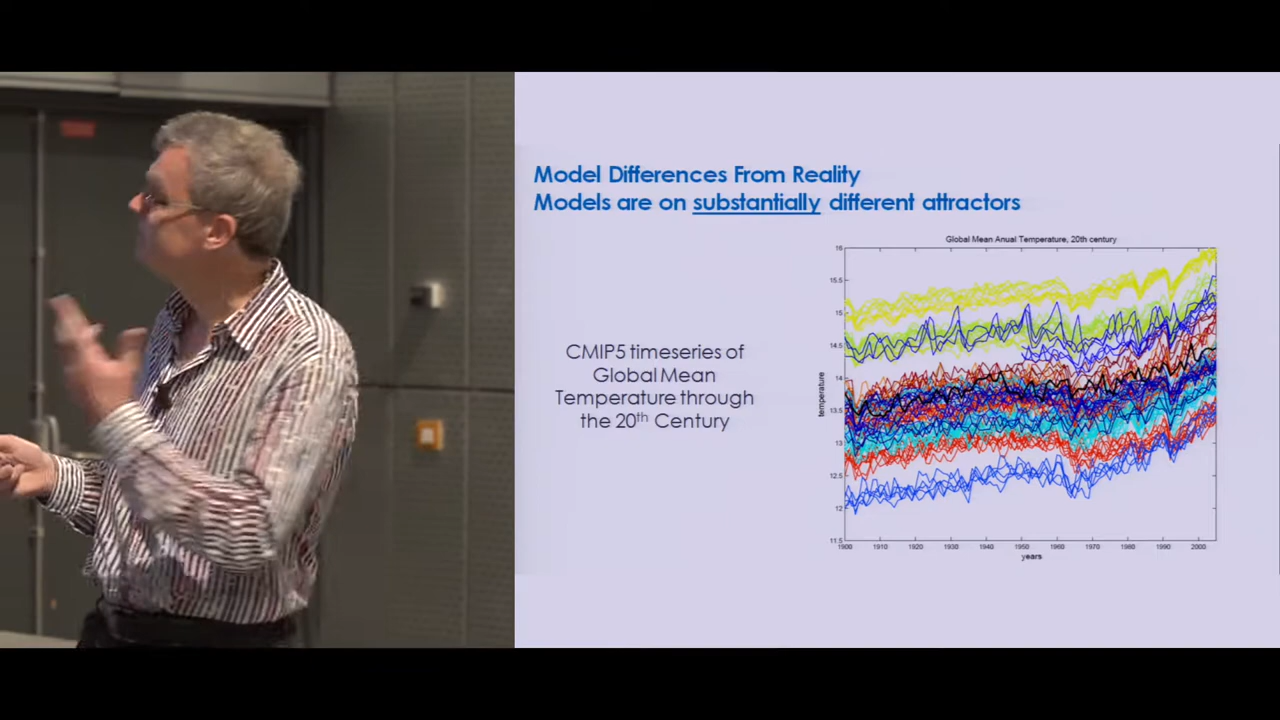 Model Differences From Reality
Models are on substantially different attractors
CMIP5 timeseries of
Global Mean
Temperature through
the 20th Century
Global Mean Anual Temperature, 20th century
temperature
16
15.5
15
14.5
14
13.5
13
12.5
12
11.5
1900 1910 1920 1930 1940 1950 1960 1970 1980 1990 2000
years